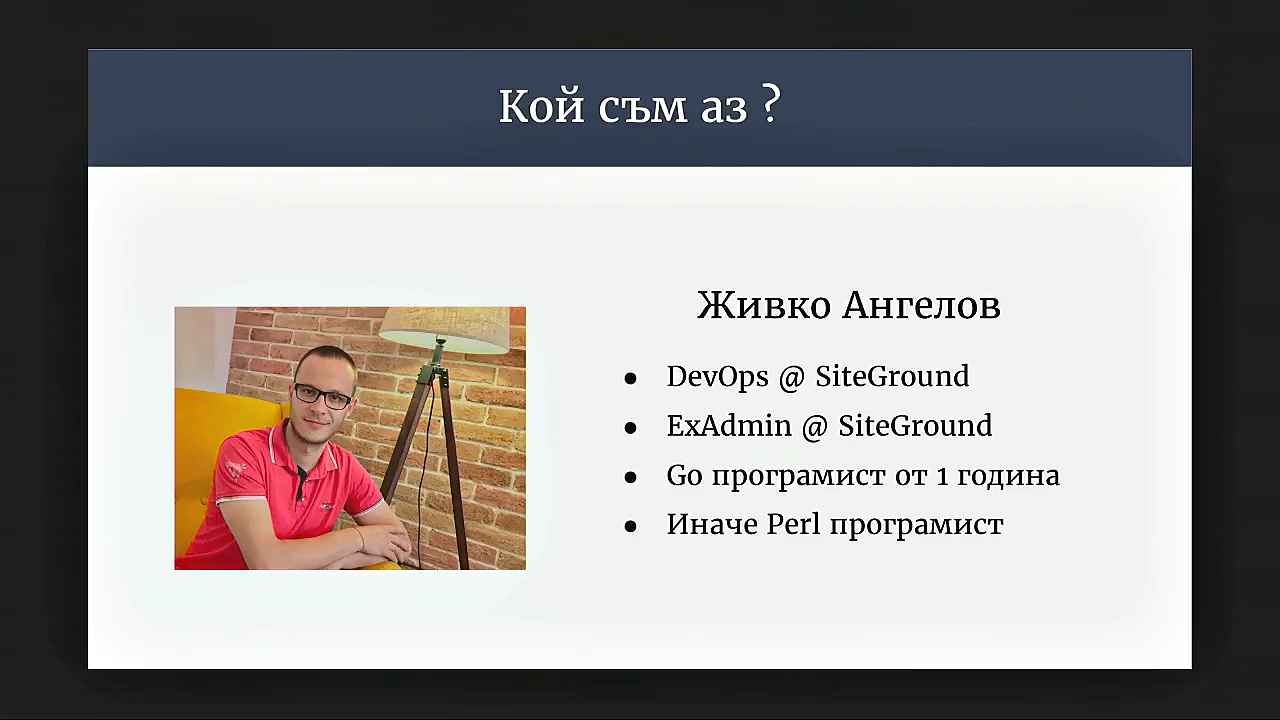 Кой съм аз ?
Живко Ангелов
● DevOps @ SiteGround
● ExAdmin @ SiteGround
● Go програмист от 1 година
● Иначе Perl програмист